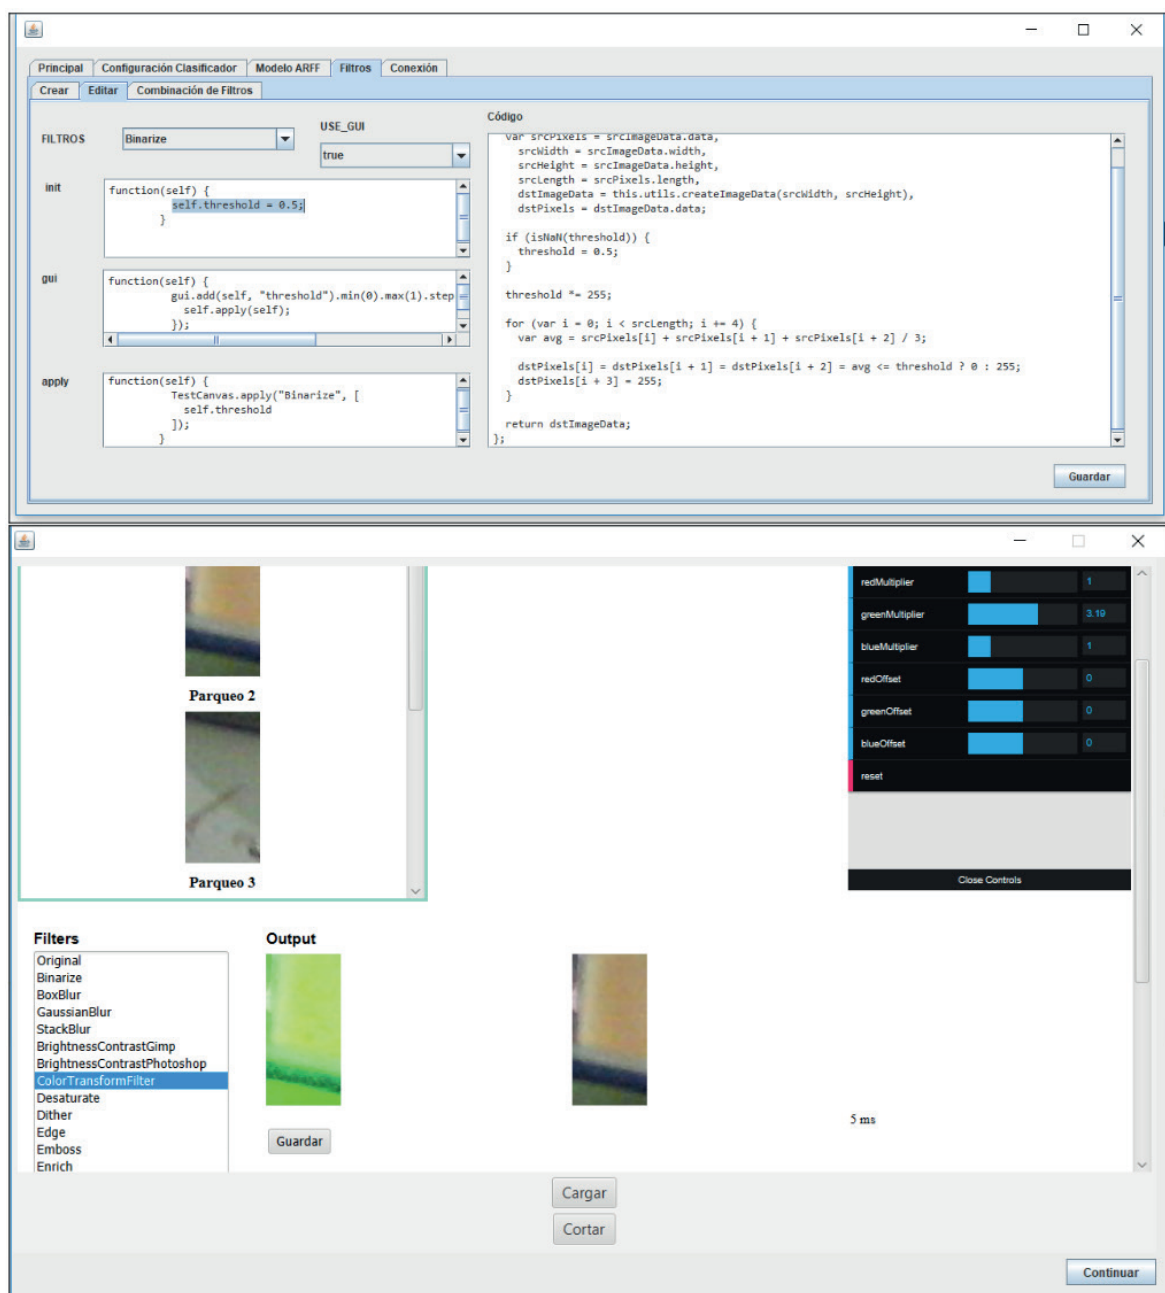 Principal Configuración Clasificador Modelo ARFF Filtros Conexión
Crear Editar Combinación de Filtros
FILTROS
Binarize
USE_GUI
true
init
function(self) {
self.threshold = 0.5;
}
gui
function(self) {
gui.add(self, "threshold").min(0).max(1).step
self.apply(self);
});
apply
function(self) {
TestCanvas.apply("Binarize", [
self.threshold
]);
}
Código
var srcPixels = srcImageData.data,
srcWidth = srcImageData.width,
srcHeight = srcImageData.height,
srcLength = srcPixels.length,
dstImageData = this.utils.createImageData(srcWidth, srcHeight),
dstPixels = dstImageData.data;
if (isNaN(threshold)) {
threshold = 0.5;
}
threshold *= 255;
for (var i = 0; i < srcLength; i += 4) {
var avg = srcPixels[i] + srcPixels[i + 1] + srcPixels[i + 2] / 3;
dstPixels[i] = dstPixels[i + 1] = dstPixels[i + 2] = avg <= threshold ? 0 : 255;
dstPixels[i + 3] = 255;
}
return dstImageData;
};
Guardar
Parqueo 2
Parqueo 3
redMultiplier 1
greenMultiplier 3.19
blueMultiplier 1
redOffset 0
greenOffset 0
blueOffset 0
reset
Close Controls
Filters
Original
Binarize
BoxBlur
GaussianBlur
StackBlur
BrightnessContrastGimp
BrightnessContrastPhotoshop
ColorTransformFilter
Desaturate
Dither
Edge
Emboss
Enrich
Output
Guardar
5 ms
Cargar
Cortar
Continuar